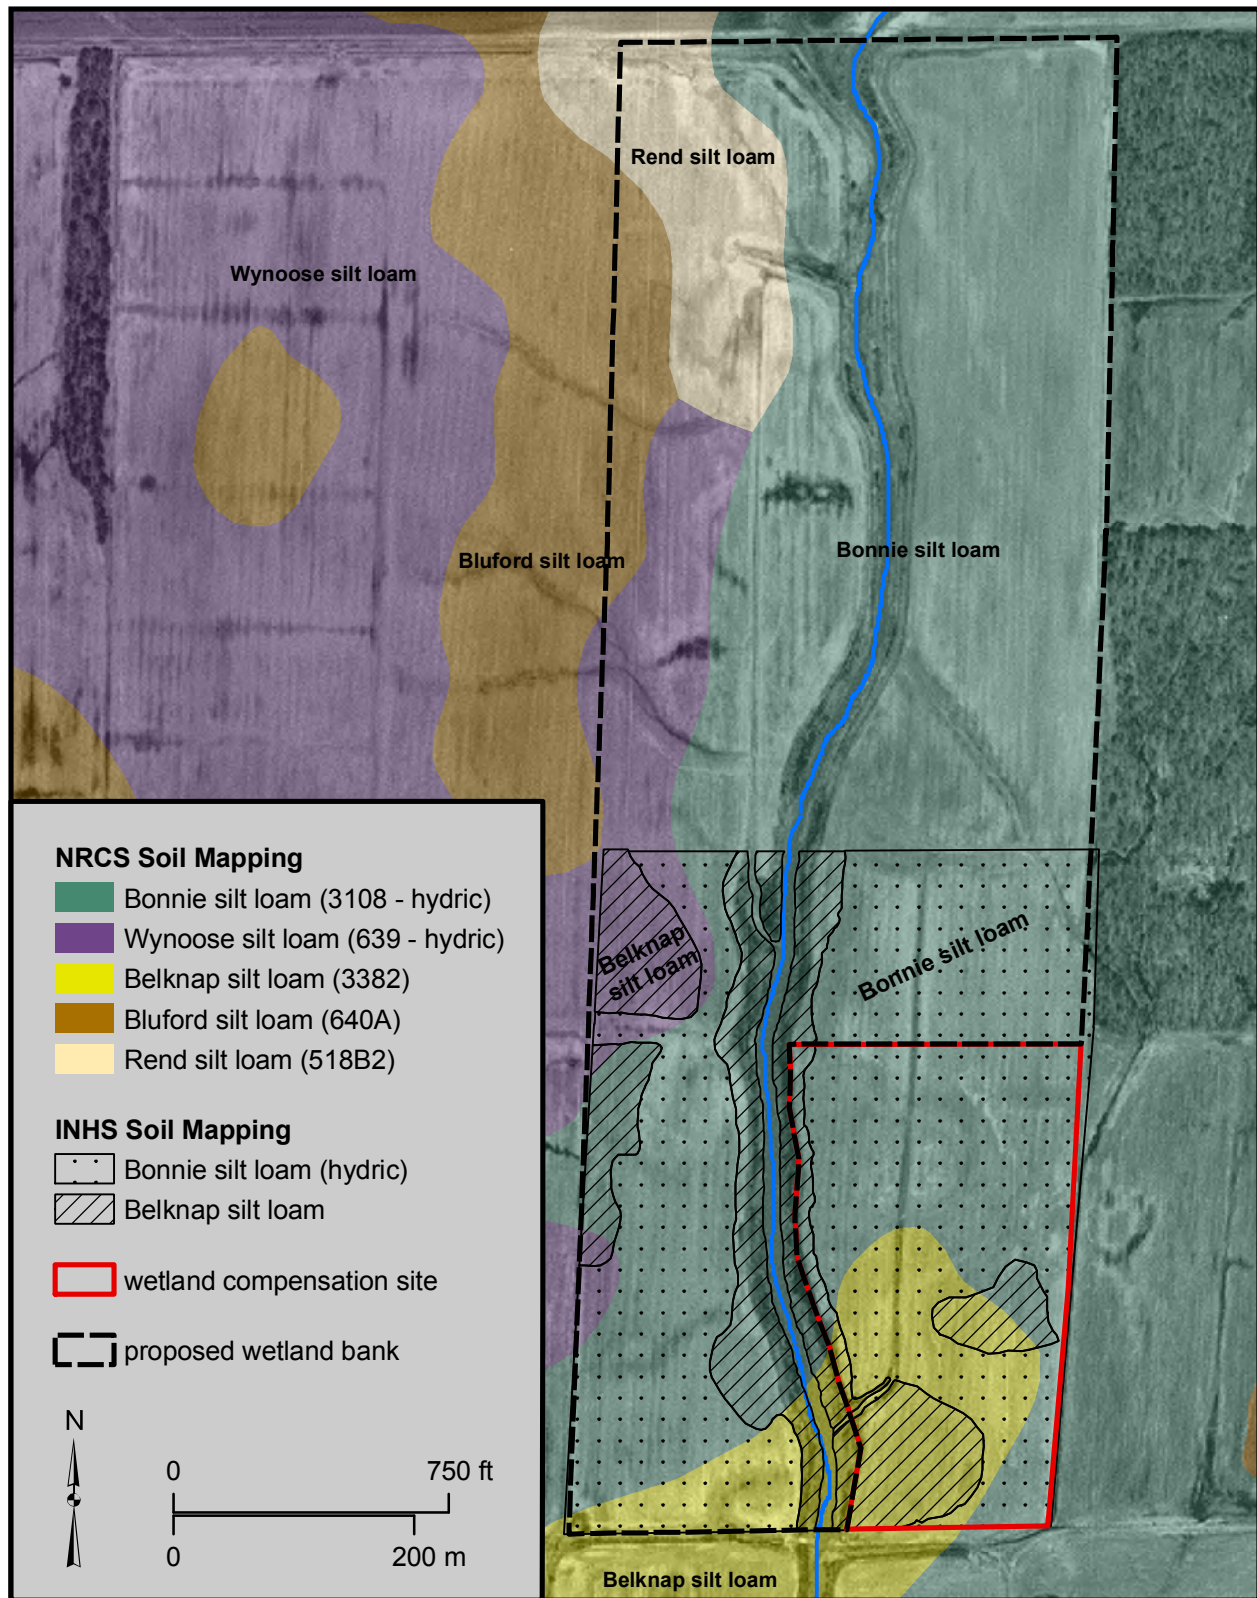 Rend silt loam
Wynoose silt loam
Bluford silt loam
Bonnie silt loam
Belknap
silt loam
Bonnie silt loam
Belknap silt loam
NRCS Soil Mapping
Bonnie silt loam (3108 - hydric)
Wynoose silt loam (639 - hydric)
Belknap silt loam (3382)
Bluford silt loam (640A)
Rend silt loam (518B2)
INHS Soil Mapping
Bonnie silt loam (hydric)
Belknap silt loam
wetland compensation site
proposed wetland bank
N
0 750 ft
0 200 m